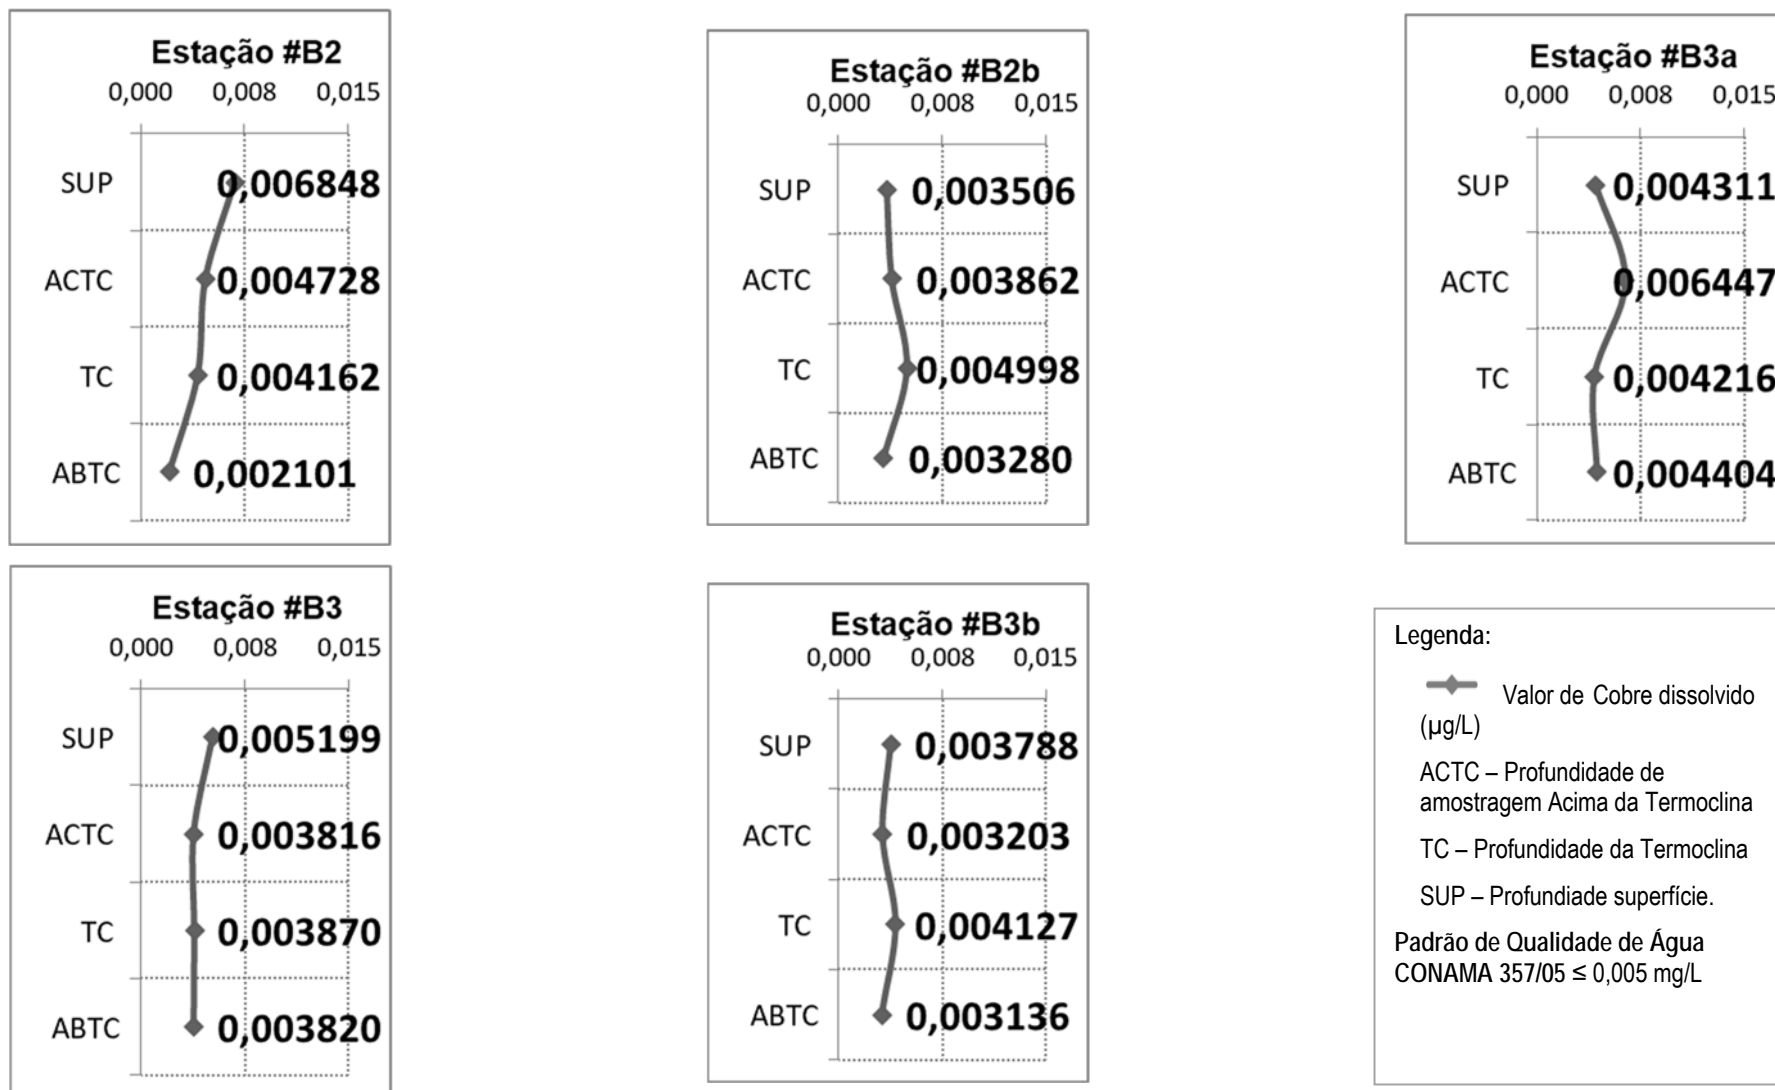 Estação #B2
0,000 0,008 0,015
SUP 0,006848
ACTC 0,004728
TC 0,004162
ABTC 0,002101
Estação #B2b
0,000 0,008 0,015
SUP 0,003506
ACTC 0,003862
TC 0,004998
ABTC 0,003280
Estação #B3a
0,000 0,008 0,015
SUP 0,004311
ACTC 0,006447
TC 0,004216
ABTC 0,004404
Estação #B3
0,000 0,008 0,015
SUP 0,005199
ACTC 0,003816
TC 0,003870
ABTC 0,003820
Estação #B3b
0,000 0,008 0,015
SUP 0,003788
ACTC 0,003203
TC 0,004127
ABTC 0,003136
Legenda:
Valor de Cobre dissolvido
(µg/L)
ACTC – Profundidade de
amostragem Acima da Termoclina
TC – Profundidade da Termoclina
SUP – Profundiade superfície.
Padrão de Qualidade de Água
CONAMA 357/05 ≤ 0,005 mg/L